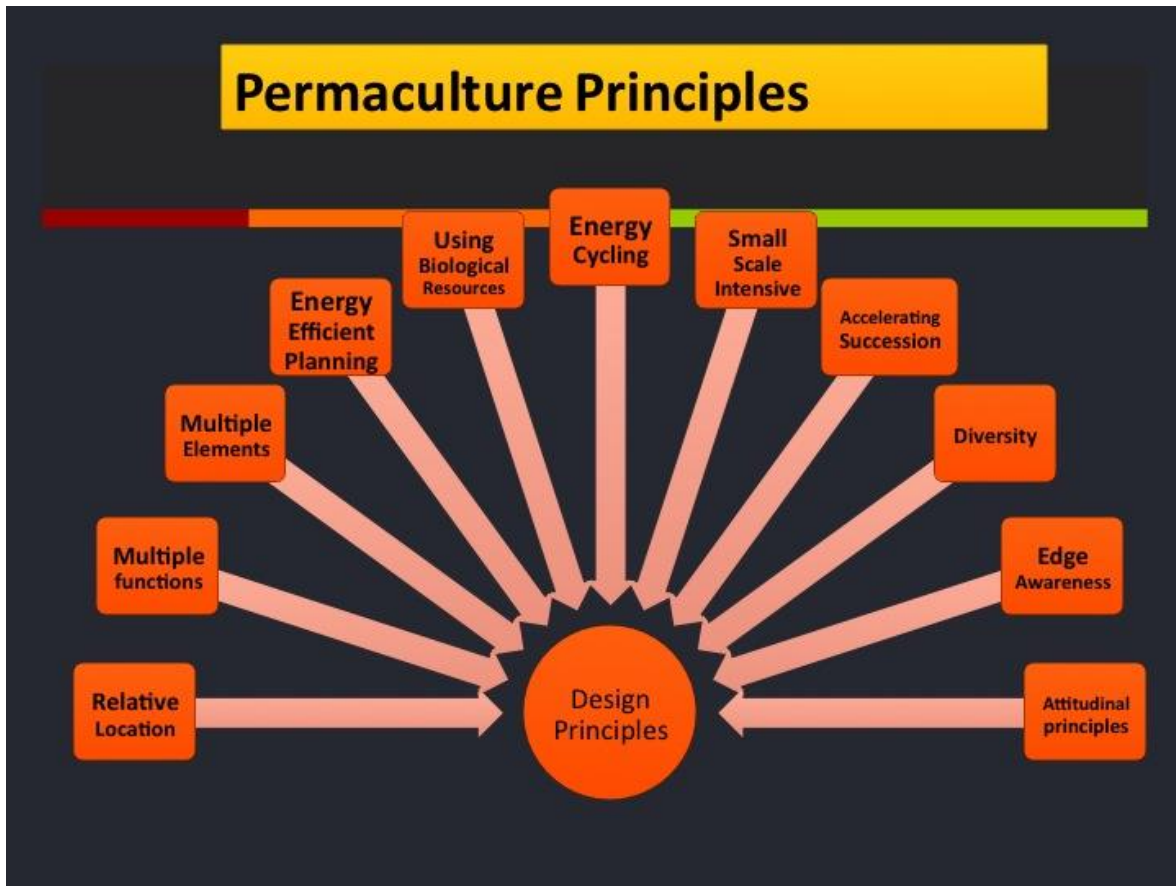 Permaculture Principles
Relative
Location
Multiple
functions
Multiple
Elements
Energy
Efficient
Planning
Using
Biological
Resources
Energy
Cycling
Small
Scale
Intensive
Accelerating
Succession
Diversity
Edge
Awareness
Attitudinal
principles
Design
Principles